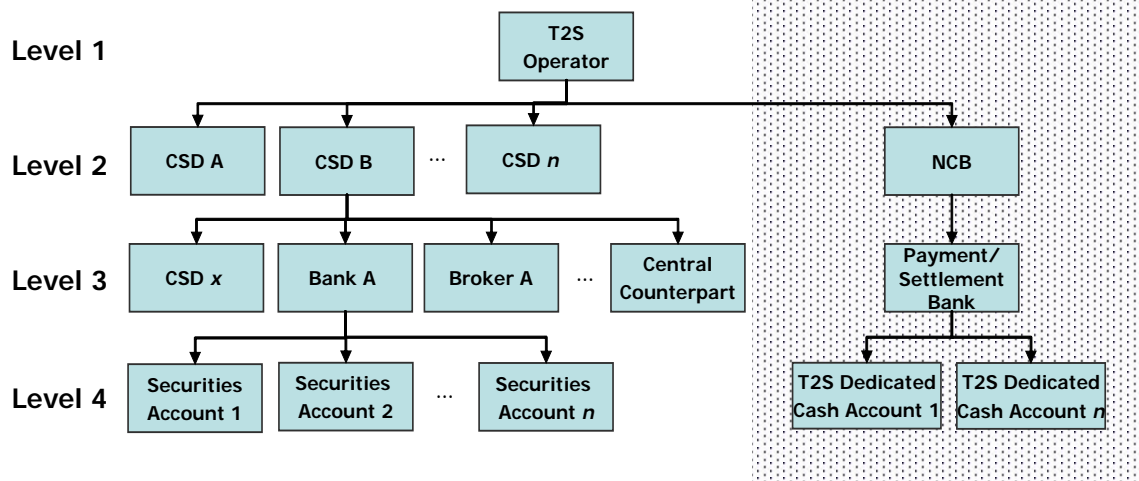 Level 1
T2S
Operator
Level 2
CSD A
CSD B
...
CSD n
NCB
Level 3
CSD x
Bank A
Broker A
...
Central
Counterpart
Payment/
Settlement
Bank
Level 4
Securities
Account 1
Securities
Account 2
...
Securities
Account n
T2S Dedicated
Cash Account 1
T2S Dedicated
Cash Account n